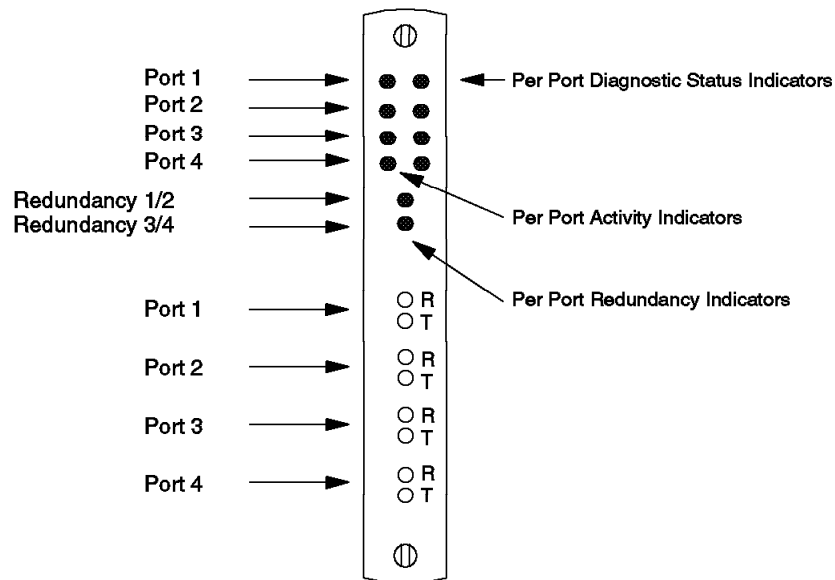 Port 1
Per Port Diagnostic Status Indicators
Port 2
Port 3
Port 4
Redundancy 1/2
Redundancy 3/4
Per Port Activity Indicators
Per Port Redundancy Indicators
Port 1
R
T
Port 2
R
T
Port 3
R
T
Port 4
R
T